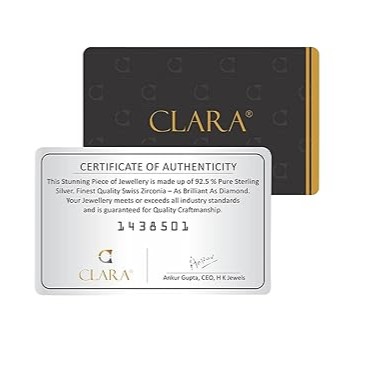 CLARA®
CERTIFICATE OF AUTHENTICITY
This Stunning Piece of Jewellery is made up of 92.5 % Pure Sterling
Silver. Finest Quality Swiss Zirconia – As Brilliant As Diamond.
Your Jewellery meets or exceeds all industry standards
and is guaranteed for Quality Craftmanship.
1438501
CLARA®
Ankur Gupta, CEO, H K Jewels